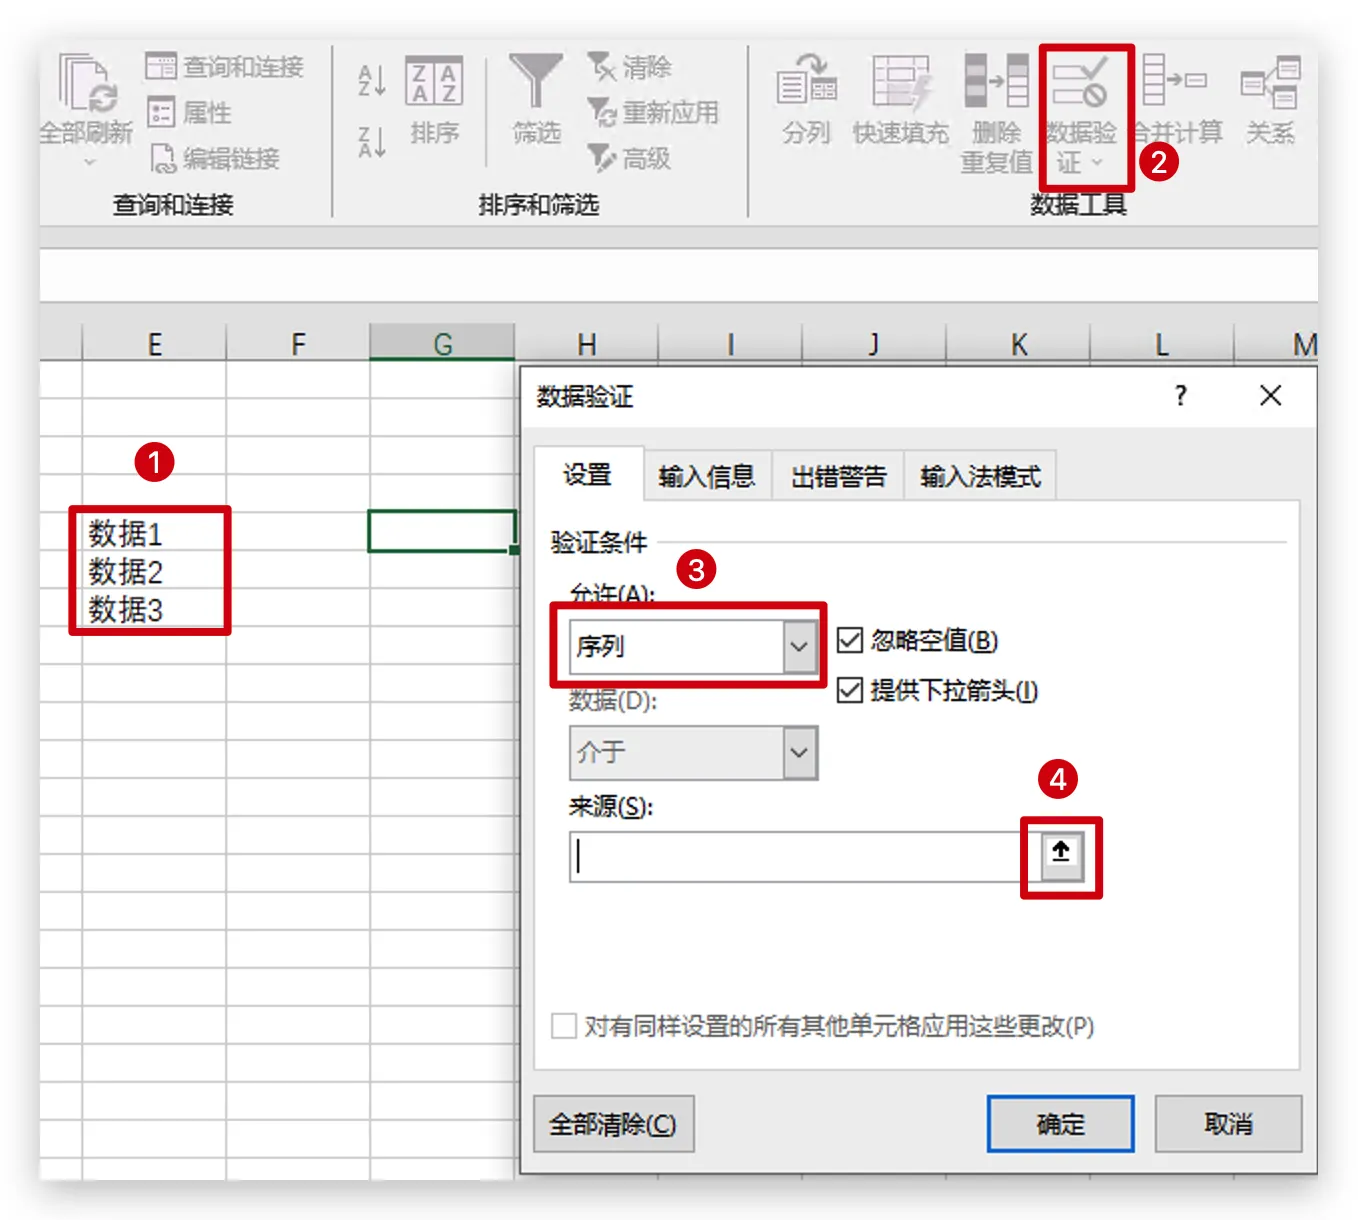 查询和连接
属性
编辑链接
全部刷新
查询和连接
A
Z
Z
A
Z A
A Z
排序
筛选
清除
重新应用
高级
排序和筛选
分列
快速填充
删除
重复值
数据验
证
2
合并计算
关系
数据工具
E F G H I J K L M
1
数据1
数据2
数据3
数据验证 ?
设置 输入信息 出错警告 输入法模式
验证条件
3
允许(A):
序列
忽略空值(B)
提供下拉箭头(I)
数据(D):
介于
4
来源(S):
对有同样设置的所有其他单元格应用这些更改(P)
全部清除(C) 确定 取消